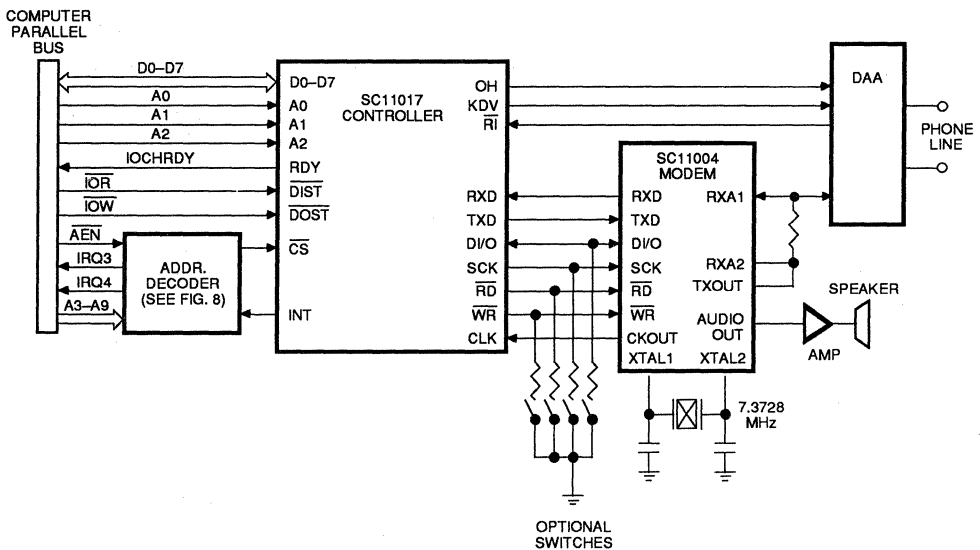 COMPUTER
PARALLEL
BUS
D0–D7
A0
A1
A2
IOCHRDY
IOR
IOW
AEN
IRQ3
IRQ4
A3–A9
ADDR.
DECODER
(SEE FIG. 8)
SC11017
CONTROLLER
D0–D7
A0
A1
A2
RDY
DIST
DOST
CS
INT
OH
KDV
RI
RXD
TXD
DI/O
SCK
RD
WR
CLK
SC11004
MODEM
RXD
TXD
DI/O
SCK
RD
WR
CKOUT
XTAL1
RXA1
RXA2
TXOUT
AUDIO
OUT
XTAL2
DAA
PHONE
LINE
SPEAKER
AMP
7.3728
MHz
OPTIONAL
SWITCHES